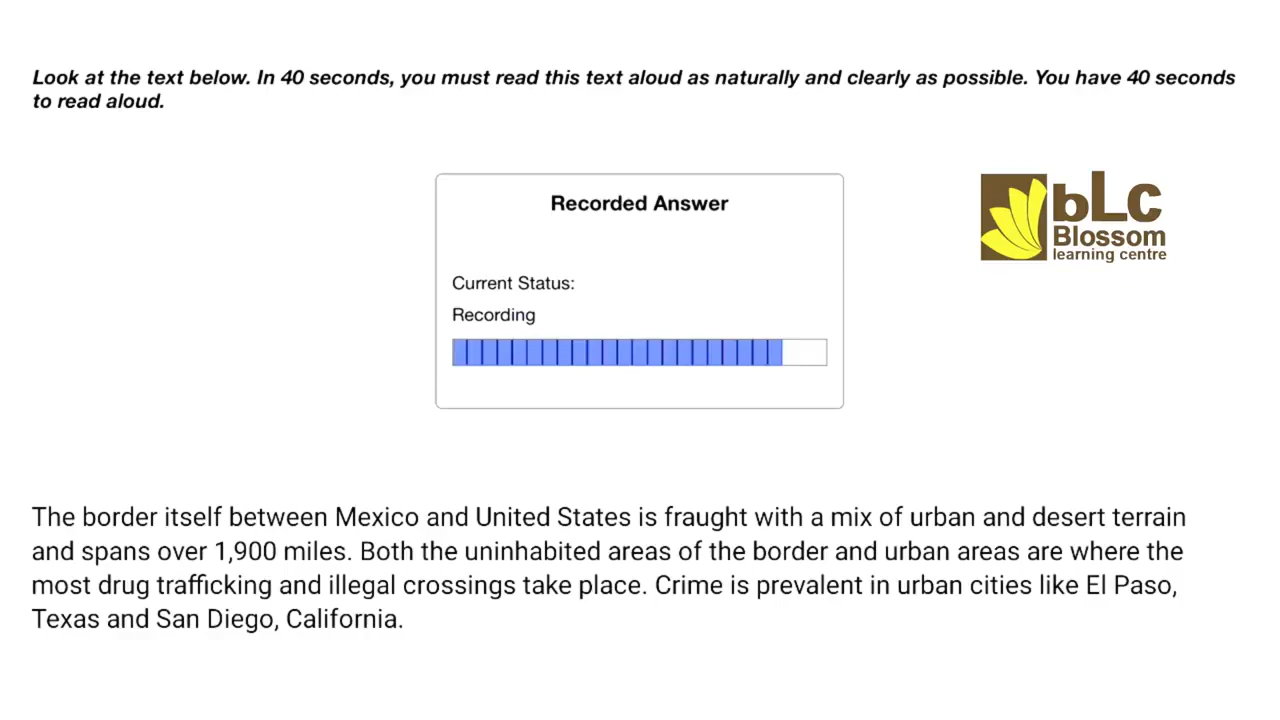 Look at the text below. In 40 seconds, you must read this text aloud as naturally and clearly as possible. You have 40 seconds
to read aloud.
Recorded Answer
bLc
Blossom
learning centre
Current Status:
Recording
The border itself between Mexico and United States is fraught with a mix of urban and desert terrain
and spans over 1,900 miles. Both the uninhabited areas of the border and urban areas are where the
most drug trafficking and illegal crossings take place. Crime is prevalent in urban cities like El Paso,
Texas and San Diego, California.